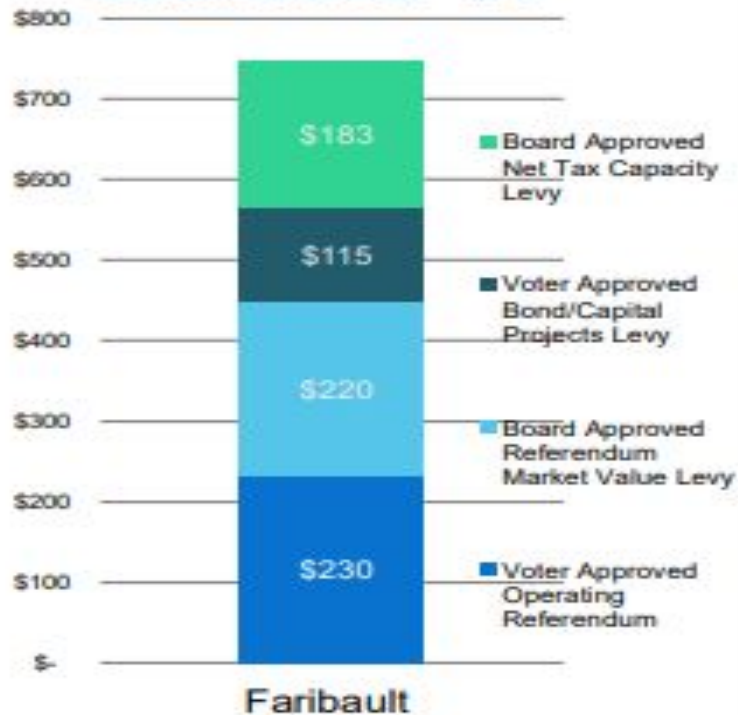 $800
$700
$600
$500
$400
$300
$200
$100
$-
$183
$115
$220
$230
Faribault
Board Approved
Net Tax Capacity
Levy
Voter Approved
Bond/Capital
Projects Levy
Board Approved
Referendum
Market Value Levy
Voter Approved
Operating
Referendum